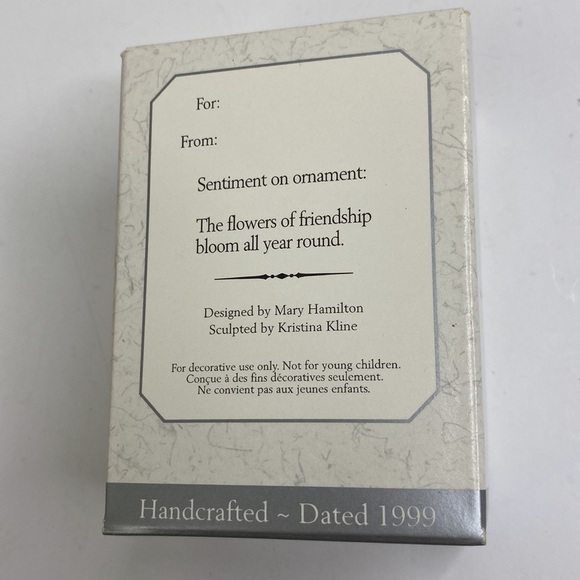 For:
From:
Sentiment on ornament:
The flowers of friendship
bloom all year round.
Designed by Mary Hamilton
Sculpted by Kristina Kline
For decorative use only. Not for young children.
Conçue à des fins décoratives seulement.
Ne convient pas aux jeunes enfants.
Handcrafted ~ Dated 1999